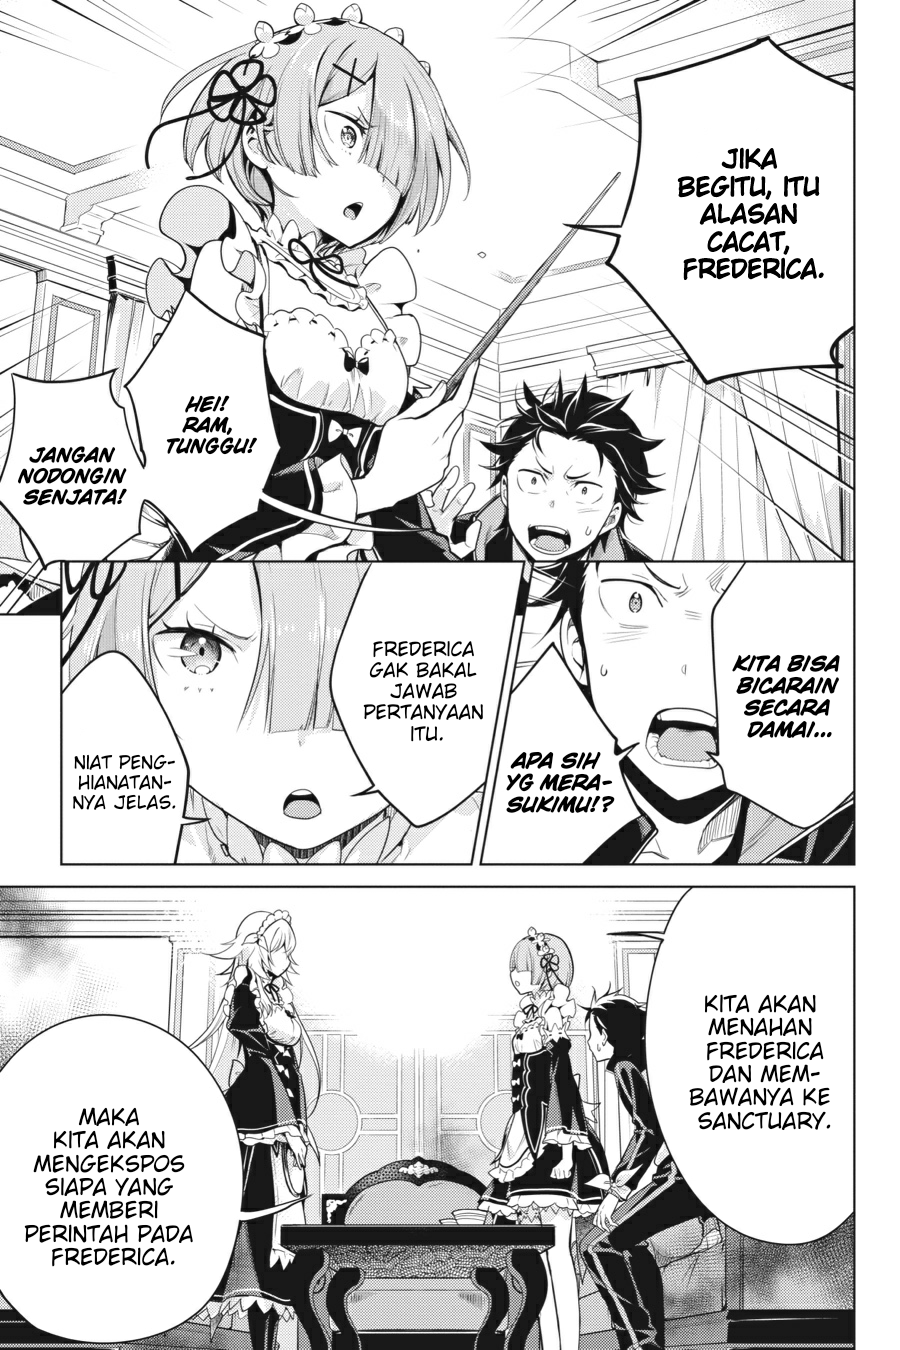 JIKA
BEGITU, ITU
ALASAN
CACAT,
FREDERICA.
HEI!
RAM,
TUNGGU!
JANGAN
NODONGIN
SENJATA!
KITA BISA
BICARAIN
SECARA
DAMAI...
APA SIH
YG MERA-
SUKIMU!?
FREDERICA
GAK BAKAL
JAWAB
PERTANYAAN
ITU.
NIAT PENG-
HIANATAN-
NYA JELAS.
KITA AKAN
MENAHAN
FREDERICA
DAN MEM-
BAWANYA KE
SANCTUARY.
MAKA
KITA AKAN
MENGEKSPOS
SIAPA YANG
MEMBERI
PERINTAH PADA
FREDERICA.